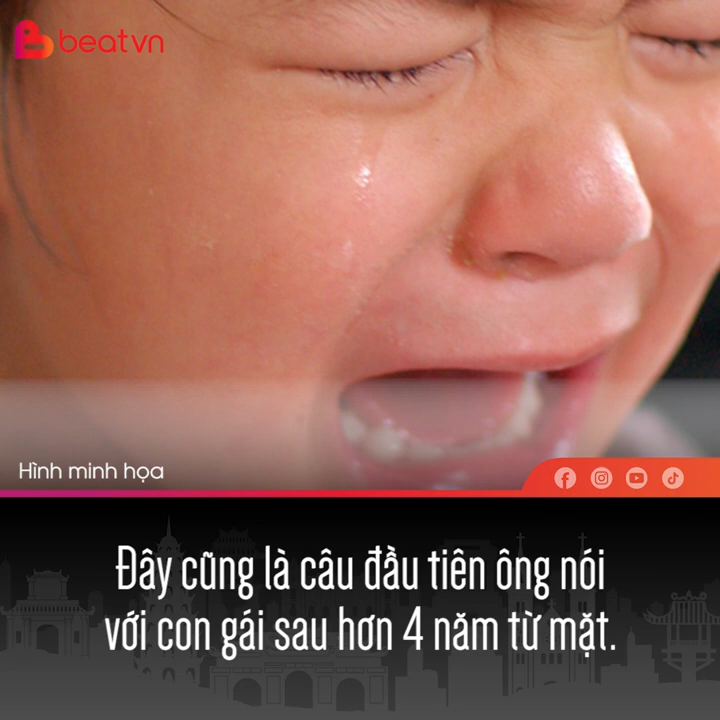 beatvn
Hình minh họa
Đây cũng là câu đầu tiên ông nói
với con gái sau hơn 4 năm từ mặt.